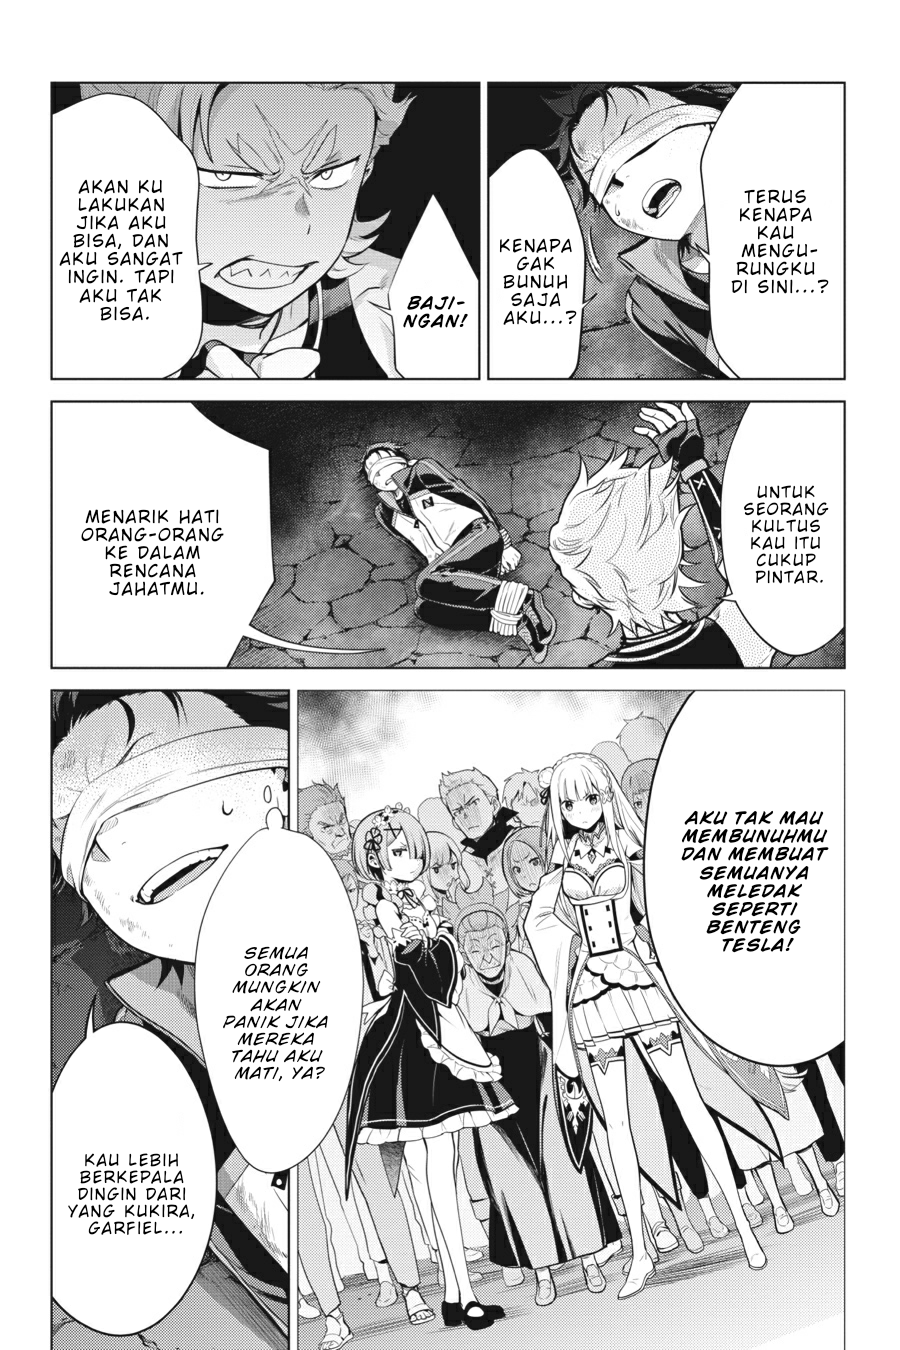 TERUS
KENAPA
KAU
MENGU-
RUNGKU
DI SINI...?
KENAPA
GAK
BUNUH
SAJA
AKU...?
BAJI-
NGAN!
AKAN KU
LAKUKAN
JIKA AKU
BISA, DAN
AKU SANGAT
INGIN. TAPI
AKU TAK
BISA.
UNTUK
SEORANG
KULTUS
KAU ITU
CUKUP
PINTAR.
MENARIK HATI
ORANG-ORANG
KE DALAM
RENCANA
JAHATMU.
AKU TAK MAU
MEMBUNUHMU
DAN MEMBUAT
SEMUANYA
MELEDAK
SEPERTI
BENTENG
TESLA!
SEMUA
ORANG
MUNGKIN
AKAN
PANIK JIKA
MEREKA
TAHU AKU
MATI, YA?
KAU LEBIH
BERKEPALA
DINGIN DARI
YANG KUKIRA,
GARFIEL...